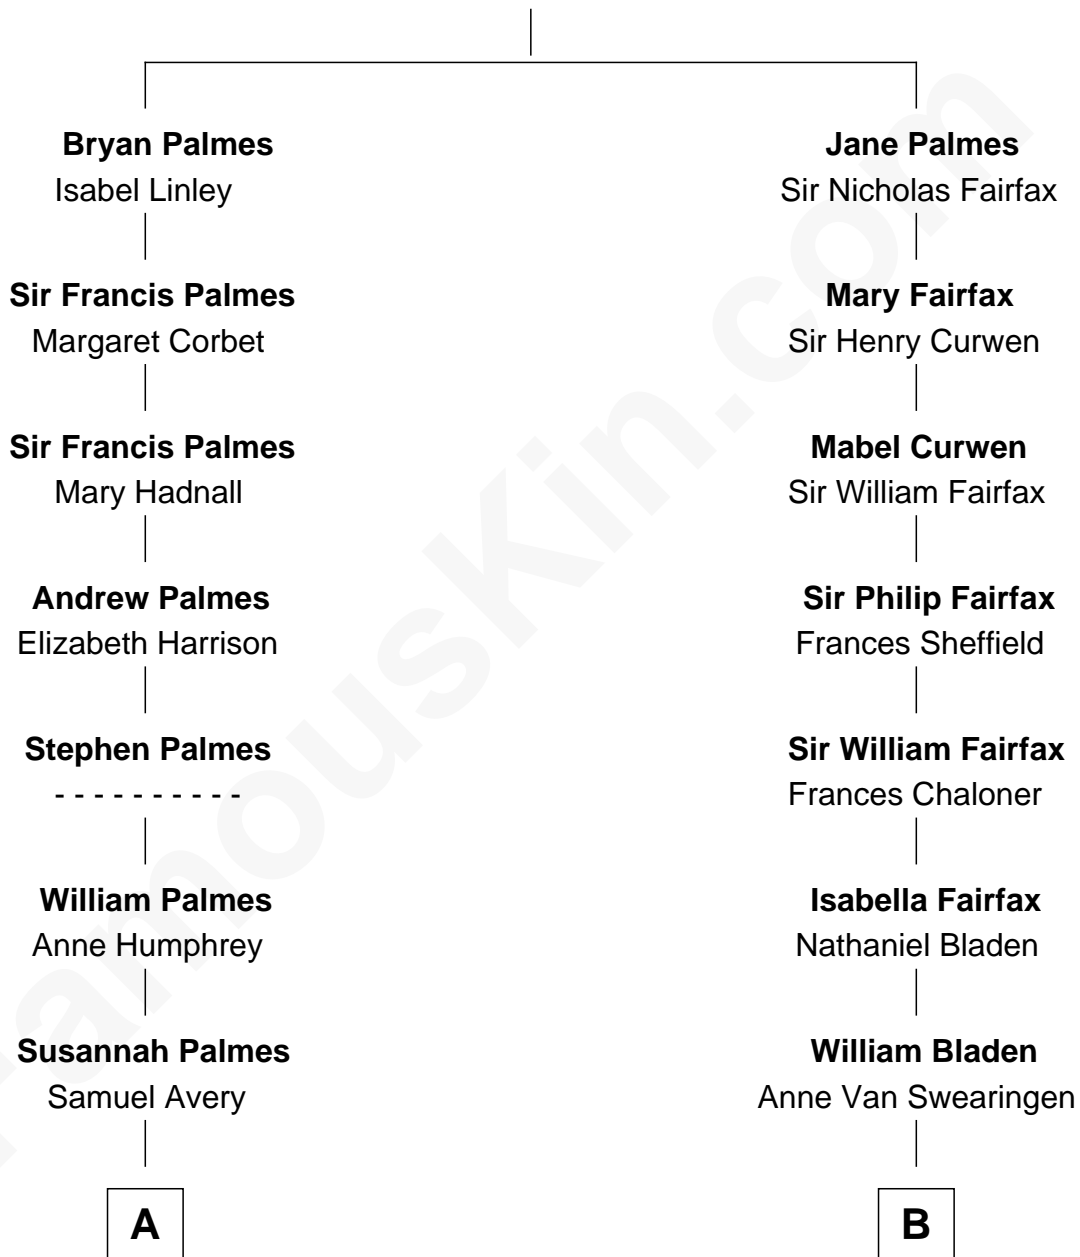 Bryan Palmes
Isabel Linley
Sir Francis Palmes
Margaret Corbet
Sir Francis Palmes
Mary Hadnall
Andrew Palmes
Elizabeth Harrison
Stephen Palmes
- - - - - - - - - -
William Palmes
Anne Humphrey
Susannah Palmes
Samuel Avery
A
Jane Palmes
Sir Nicholas Fairfax
Mary Fairfax
Sir Henry Curwen
Mabel Curwen
Sir William Fairfax
Sir Philip Fairfax
Frances Sheffield
Sir William Fairfax
Frances Chaloner
Isabella Fairfax
Nathaniel Bladen
William Bladen
Anne Van Swearingen
B
FamousKin.com